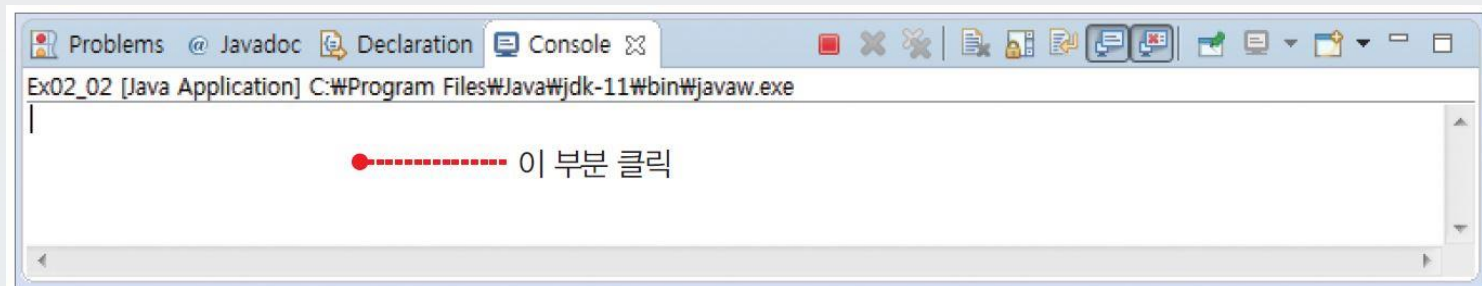 Problems @ Javadoc Declaration Console
Ex02_02 [Java Application] C:₩Program Files₩Java₩jdk-11₩bin₩javaw.exe
이 부분 클릭